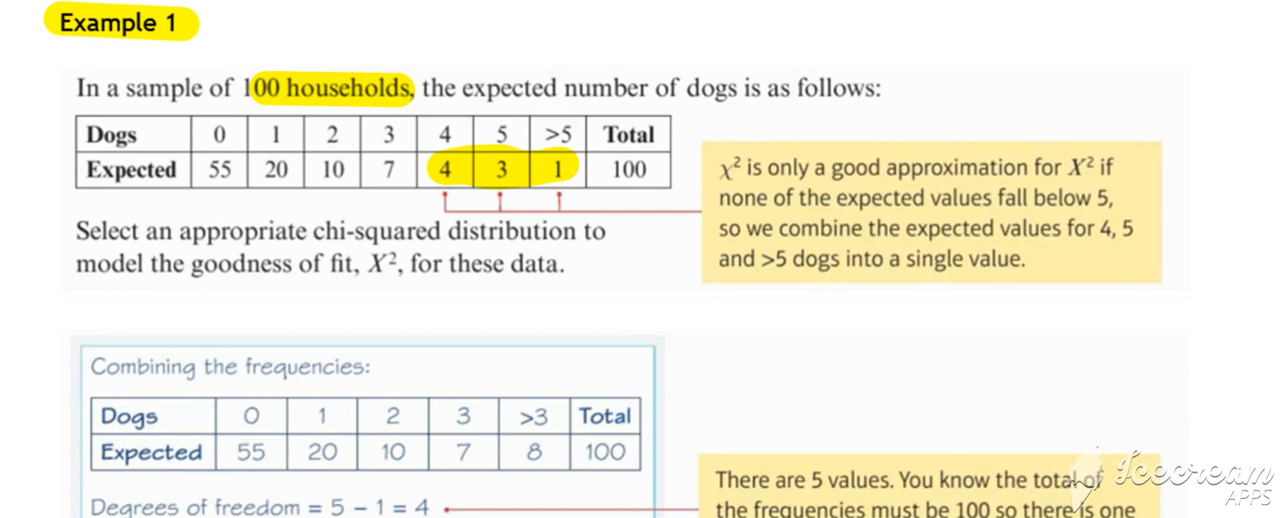 Example 1
In a sample of 100 households, the expected number of dogs is as follows:
Dogs 0 1 2 3 4 5 >5 Total
Expected 55 20 10 7 4 3 1 100
χ² is only a good approximation for X² if
none of the expected values fall below 5,
so we combine the expected values for 4, 5
and >5 dogs into a single value.
Select an appropriate chi-squared distribution to
model the goodness of fit, X², for these data.
Combining the frequencies:
Dogs 0 1 2 3 >3 Total
Expected 55 20 10 7 8 100
Degrees of freedom = 5 − 1 = 4
There are 5 values. You know the total of
the frequencies must be 100 so there is one
Icecream
APPS